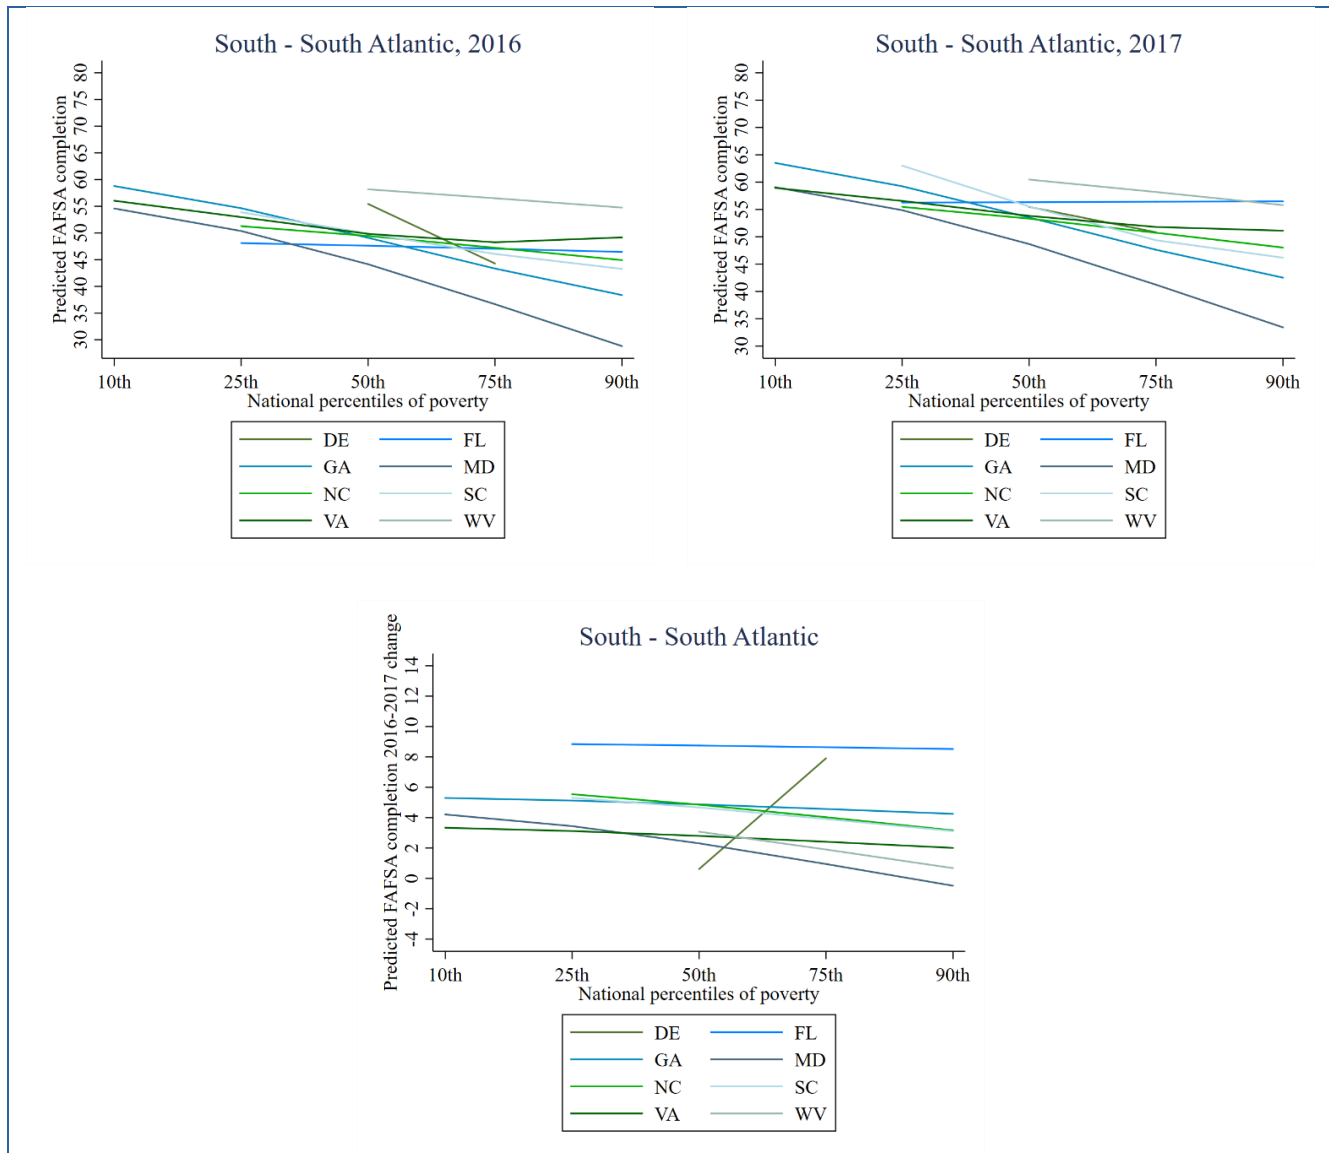 South - South Atlantic, 2016
Predicted FAFSA completion
80
75
70
65
60
55
50
45
40
35
30
10th 25th 50th 75th 90th
National percentiles of poverty
DE FL
GA MD
NC SC
VA WV
South - South Atlantic, 2017
Predicted FAFSA completion
80
75
70
65
60
55
50
45
40
35
30
10th 25th 50th 75th 90th
National percentiles of poverty
DE FL
GA MD
NC SC
VA WV
South - South Atlantic
Predicted FAFSA completion 2016-2017 change
14
12
10
8
6
4
2
0
-2
-4
10th 25th 50th 75th 90th
National percentiles of poverty
DE FL
GA MD
NC SC
VA WV